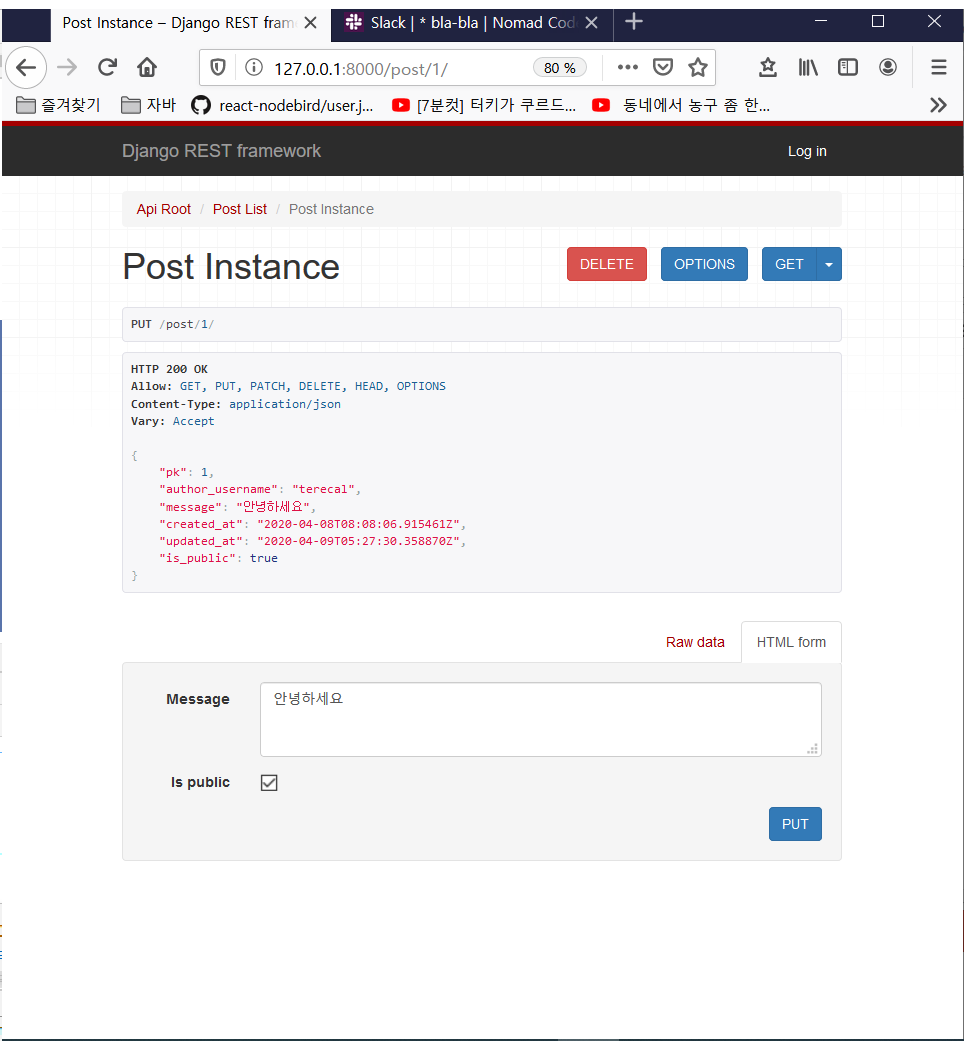 Post Instance – Django REST fram
Slack | * bla-bla | Nomad Cod
127.0.0.1:8000/post/1/
80 %
즐겨찾기
자바
react-nodebird/user.j...
[7분컷] 터키가 쿠르드...
동네에서 농구 좀 한...
Django REST framework
Log in
Api Root / Post List / Post Instance
Post Instance
DELETE
OPTIONS
GET
PUT /post/1/
HTTP 200 OK
Allow: GET, PUT, PATCH, DELETE, HEAD, OPTIONS
Content-Type: application/json
Vary: Accept
{
"pk": 1,
"author_username": "terecal",
"message": "안녕하세요",
"created_at": "2020-04-08T08:08:06.915461Z",
"updated_at": "2020-04-09T05:27:30.358870Z",
"is_public": true
}
Raw data
HTML form
Message
안녕하세요
Is public
PUT